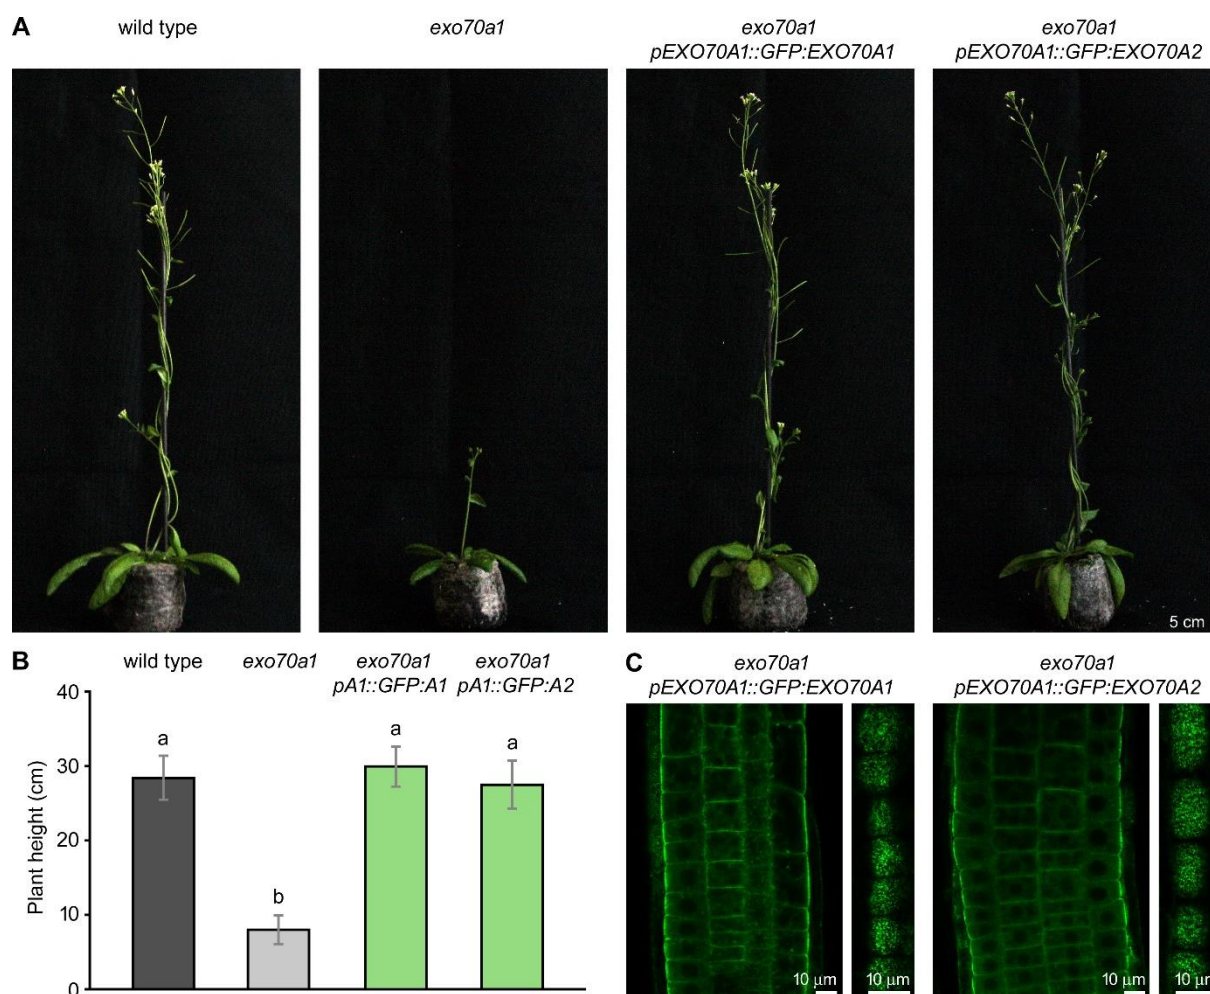 A
wild type
exo70a1
exo70a1
pEXO70A1::GFP:EXO70A1
exo70a1
pEXO70A1::GFP:EXO70A2
5 cm
B
wild type
exo70a1
exo70a1
pA1::GFP:A1
exo70a1
pA1::GFP:A2
Plant height (cm)
40
30
20
10
0
a
b
a
a
C
exo70a1
pEXO70A1::GFP:EXO70A1
exo70a1
pEXO70A1::GFP:EXO70A2
10 µm
10 µm
10 µm
10 µm